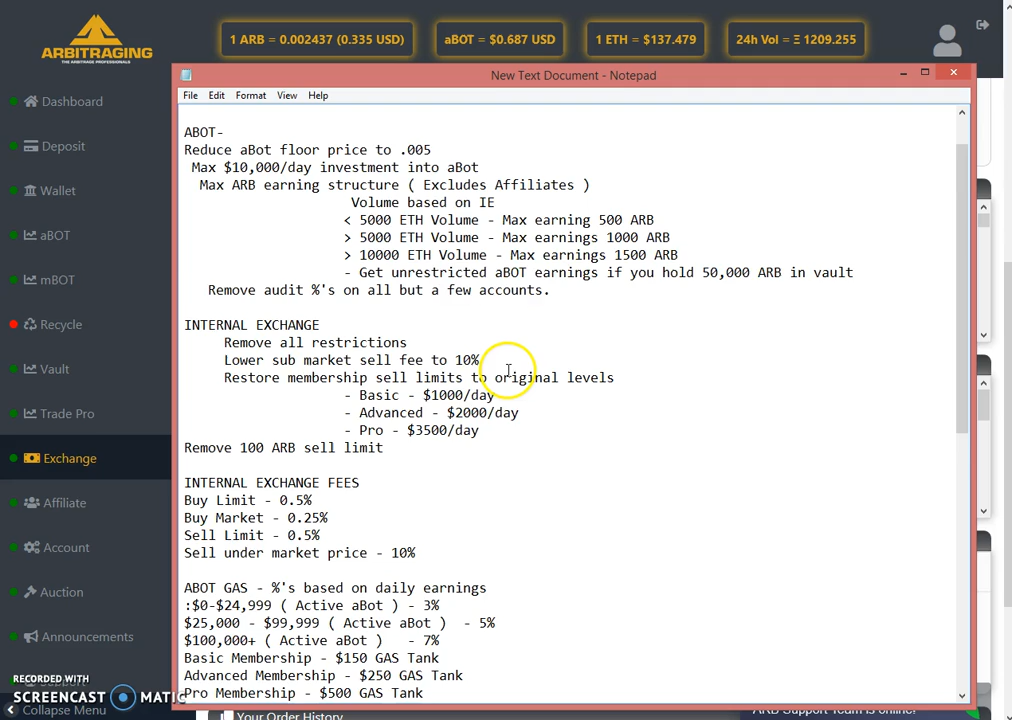 ARBITRAGING
THE ARBITRAGE PROFESSIONALS
1 ARB = 0.002437 (0.335 USD)
aBOT = $0.687 USD
1 ETH = $137.479
24h Vol = Ξ 1209.255
Dashboard
Deposit
Wallet
aBOT
mBOT
Recycle
Vault
Trade Pro
Exchange
Affiliate
Account
Auction
Announcements
RECORDED WITH
SCREENCAST MATIC
Collapse Menu
New Text Document - Notepad
File Edit Format View Help
ABOT-
Reduce aBot floor price to .005
Max $10,000/day investment into aBot
Max ARB earning structure ( Excludes Affiliates )
Volume based on IE
< 5000 ETH Volume - Max earning 500 ARB
> 5000 ETH Volume - Max earnings 1000 ARB
> 10000 ETH Volume - Max earnings 1500 ARB
- Get unrestricted aBOT earnings if you hold 50,000 ARB in vault
Remove audit %'s on all but a few accounts.
INTERNAL EXCHANGE
Remove all restrictions
Lower sub market sell fee to 10%
Restore membership sell limits to original levels
- Basic - $1000/day
- Advanced - $2000/day
- Pro - $3500/day
Remove 100 ARB sell limit
INTERNAL EXCHANGE FEES
Buy Limit - 0.5%
Buy Market - 0.25%
Sell Limit - 0.5%
Sell under market price - 10%
ABOT GAS - %'s based on daily earnings
:$0-$24,999 ( Active aBot ) - 3%
$25,000 - $99,999 ( Active aBot ) - 5%
$100,000+ ( Active aBot ) - 7%
Basic Membership - $150 GAS Tank
Advanced Membership - $250 GAS Tank
Pro Membership - $500 GAS Tank
Your Order History
ARB Support Team is online!